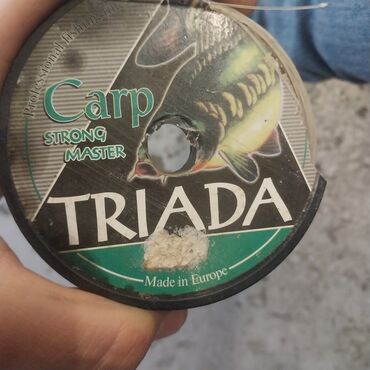 Professional fishing line
Carp
STRONG
MASTER
TRIADA
Made in Europe